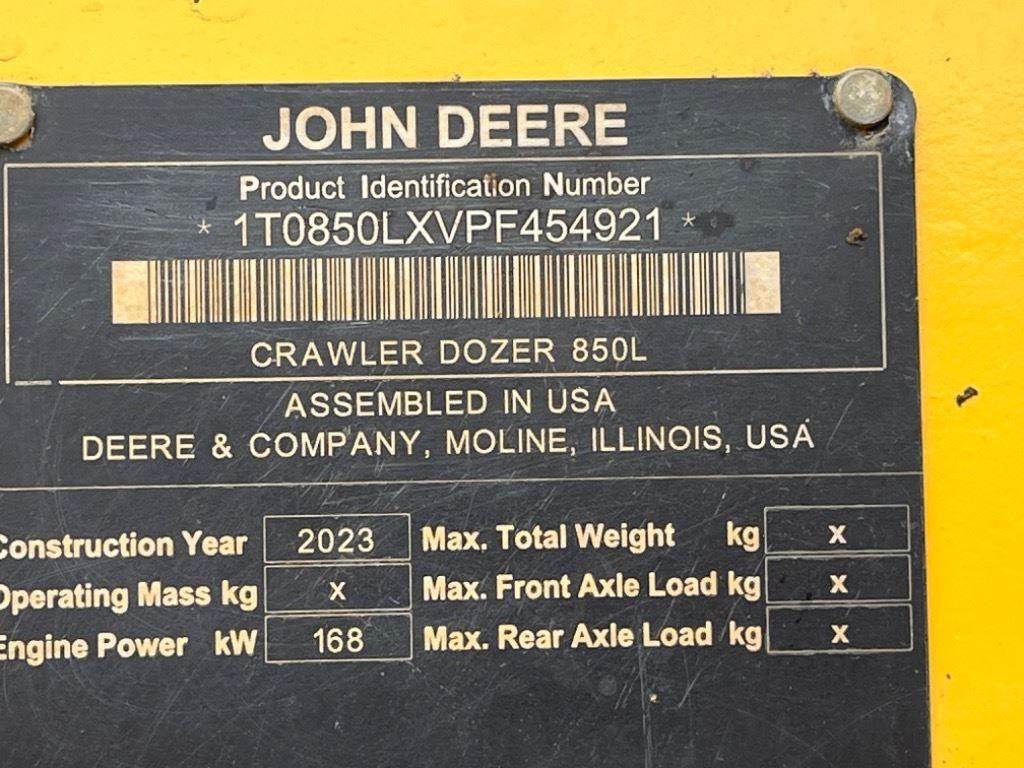 JOHN DEERE
Product Identification Number
* 1T0850LXVPF454921 *
CRAWLER DOZER 850L
ASSEMBLED IN USA
DEERE & COMPANY, MOLINE, ILLINOIS, USA
Construction Year 2023 Max. Total Weight kg x
Operating Mass kg x Max. Front Axle Load kg x
Engine Power kW 168 Max. Rear Axle Load kg x